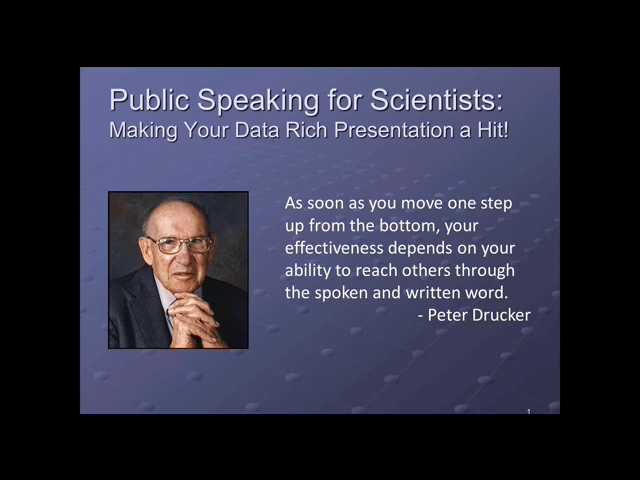 Public Speaking for Scientists:
Making Your Data Rich Presentation a Hit!
As soon as you move one step
up from the bottom, your
effectiveness depends on your
ability to reach others through
the spoken and written word.
- Peter Drucker
1